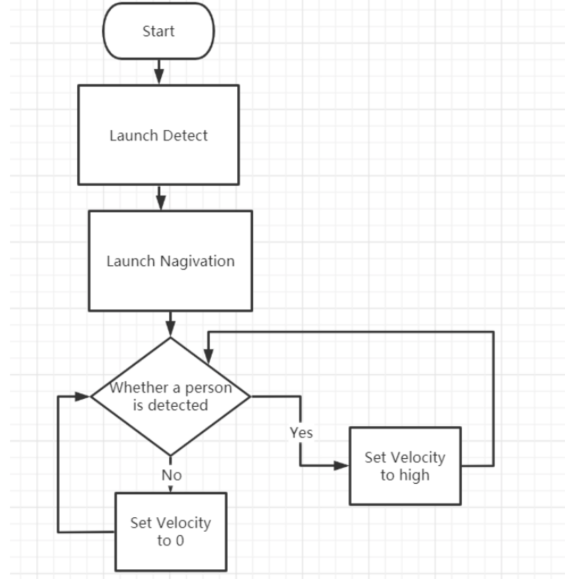 Start
Launch Detect
Launch Nagivation
Whether a person
is detected
Yes
Set Velocity
to high
No
Set Velocity
to 0